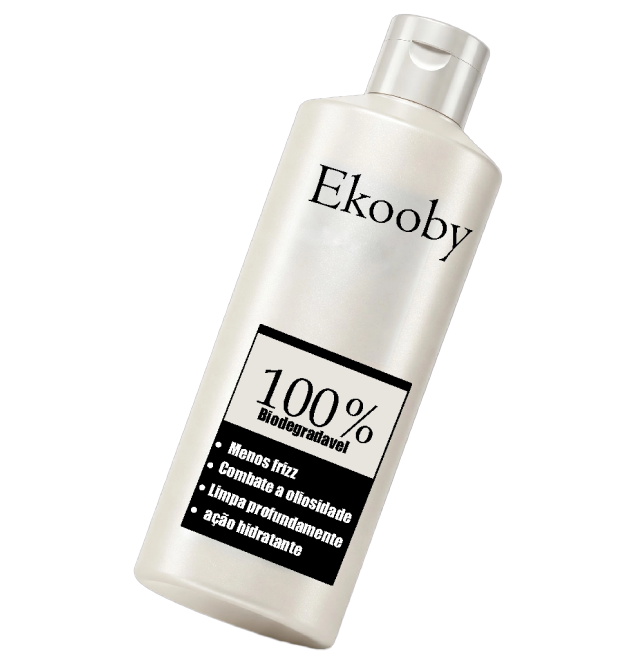 Ekooby
100%
Biodegradavel
• Menos frizz
• Combate a oliosidade
• Limpa profundamente
• ação hidratante